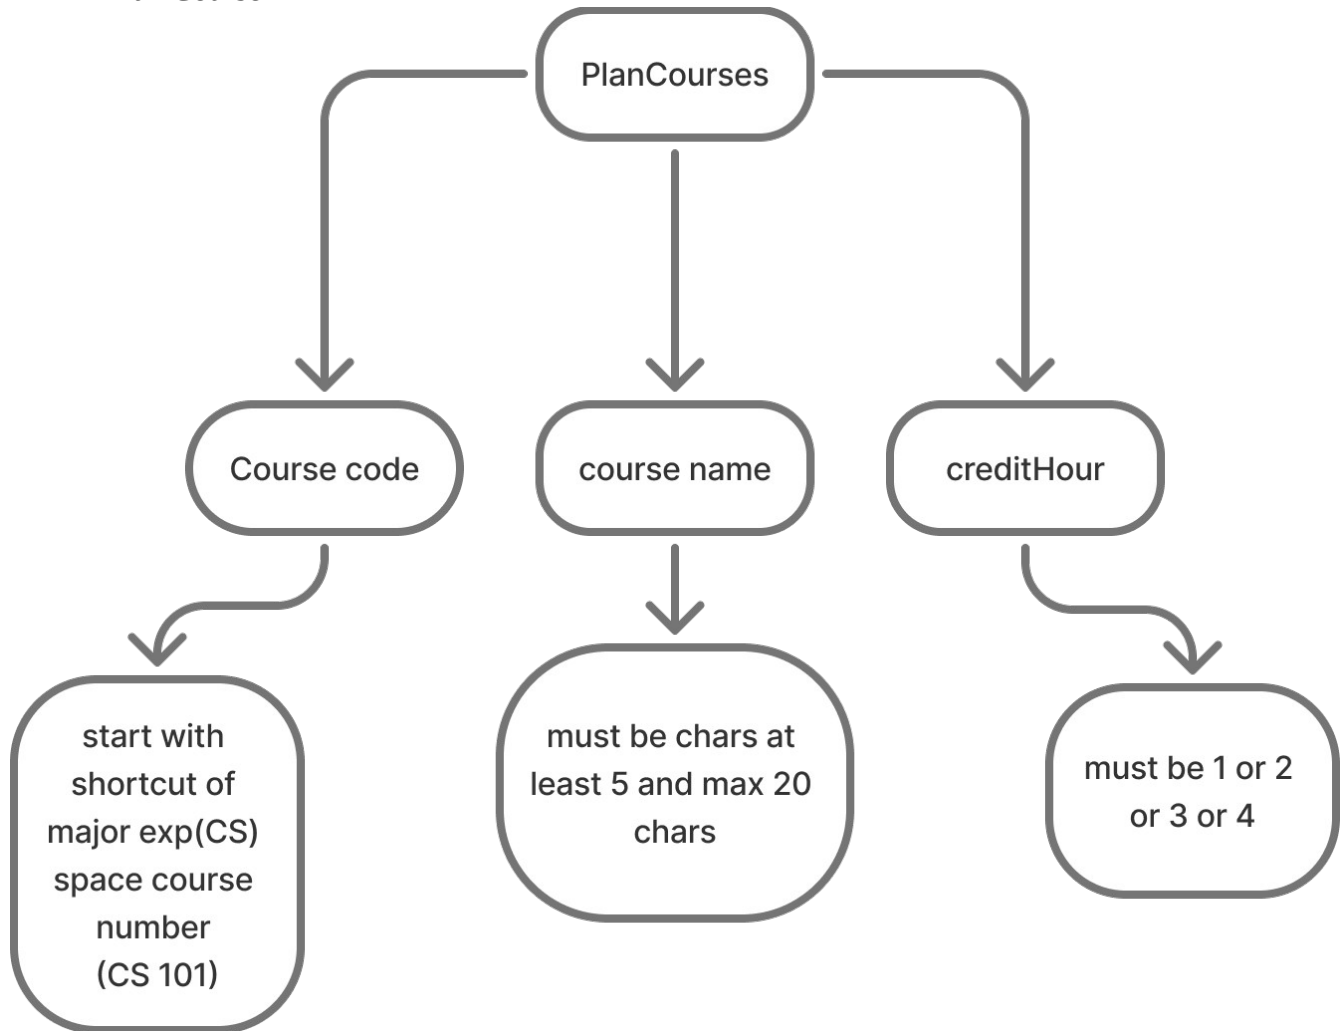 PlanCourses
Course code
course name
creditHour
start with
shortcut of
major exp(CS)
space course
number
(CS 101)
must be chars at
least 5 and max 20
chars
must be 1 or 2
or 3 or 4